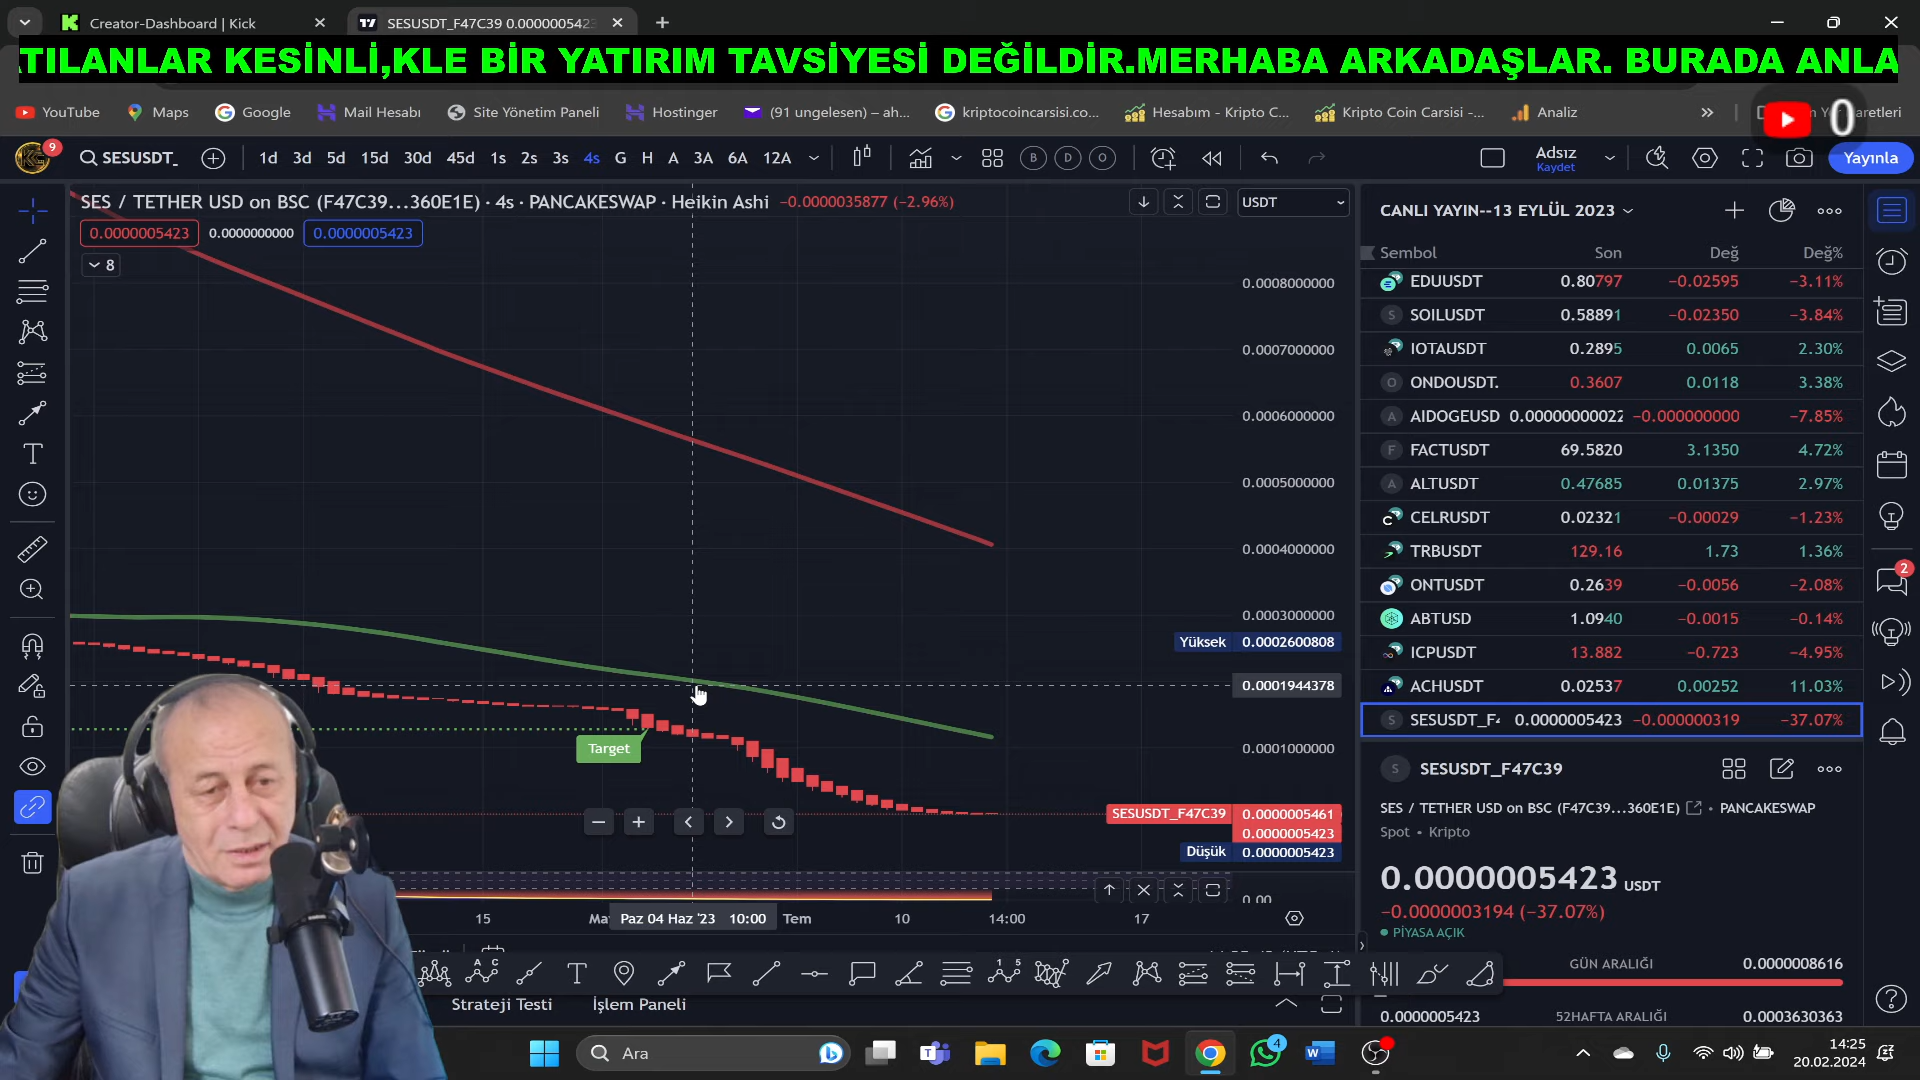 Creator-Dashboard | Kick
SESUSDT_F47C39 0.0000005423
TILANLAR KESİNLİ,KLE BİR YATIRIM TAVSİYESİ DEĞİLDİR.MERHABA ARKADAŞLAR. BURADA ANLA
YouTube Maps Google Mail Hesabı Site Yönetim Paneli Hostinger (91 ungelesen) – ah... kriptocoincarsisi.co... Hesabım - Kripto C... Kripto Coin Carsisi -... Analiz
0
9
SESUSDT_ 1d 3d 5d 15d 30d 45d 1s 2s 3s 4s G H A 3A 6A 12A B D O Adsız Kaydet Yayınla
SES / TETHER USD on BSC (F47C39...360E1E) · 4s · PANCAKESWAP · Heikin Ashi −0.0000035877 (−2.96%)
USDT
0.0000005423 0.0000000000 0.0000005423
8
0.0008000000
0.0007000000
0.0006000000
0.0005000000
0.0004000000
0.0003000000
Yüksek 0.0002600808
0.0001944378
Target
0.0001000000
SESUSDT_F47C39 0.0000005461
0.0000005423
Düşük 0.0000005423
0.00
15 Ma Paz 04 Haz '23 10:00 Tem 10 14:00 17
Strateji Testi İşlem Paneli
CANLI YAYIN--13 EYLÜL 2023
Sembol Son Değ Değ%
EDUUSDT 0.80797 −0.02595 −3.11%
SOILUSDT 0.58891 −0.02350 −3.84%
IOTAUSDT 0.2895 0.0065 2.30%
ONDOUSDT. 0.3607 0.0118 3.38%
AIDOGEUSD 0.00000000022 −0.000000000 −7.85%
FACTUSDT 69.5820 3.1350 4.72%
ALTUSDT 0.47685 0.01375 2.97%
CELRUSDT 0.02321 −0.00029 −1.23%
TRBUSDT 129.16 1.73 1.36%
ONTUSDT 0.2639 −0.0056 −2.08%
ABTUSD 1.0940 −0.0015 −0.14%
ICPUSDT 13.882 −0.723 −4.95%
ACHUSDT 0.02537 0.00252 11.03%
SESUSDT_F 0.0000005423 −0.000000319 −37.07%
SESUSDT_F47C39
SES / TETHER USD on BSC (F47C39...360E1E) • PANCAKESWAP
Spot • Kripto
0.0000005423 USDT
−0.0000003194 (−37.07%)
PİYASA AÇIK
GÜN ARALIĞI 0.0000008616
0.0000005423 52HAFTA ARALIĞI 0.0003630363
2
Ara
4
14:25
20.02.2024